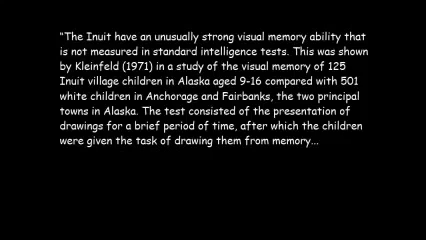 “The Inuit have an unusually strong visual memory ability that
is not measured in standard intelligence tests. This was shown
by Kleinfeld (1971) in a study of the visual memory of 125
Inuit village children in Alaska aged 9-16 compared with 501
white children in Anchorage and Fairbanks, the two principal
towns in Alaska. The test consisted of the presentation of
drawings for a brief period of time, after which the children
were given the task of drawing them from memory...